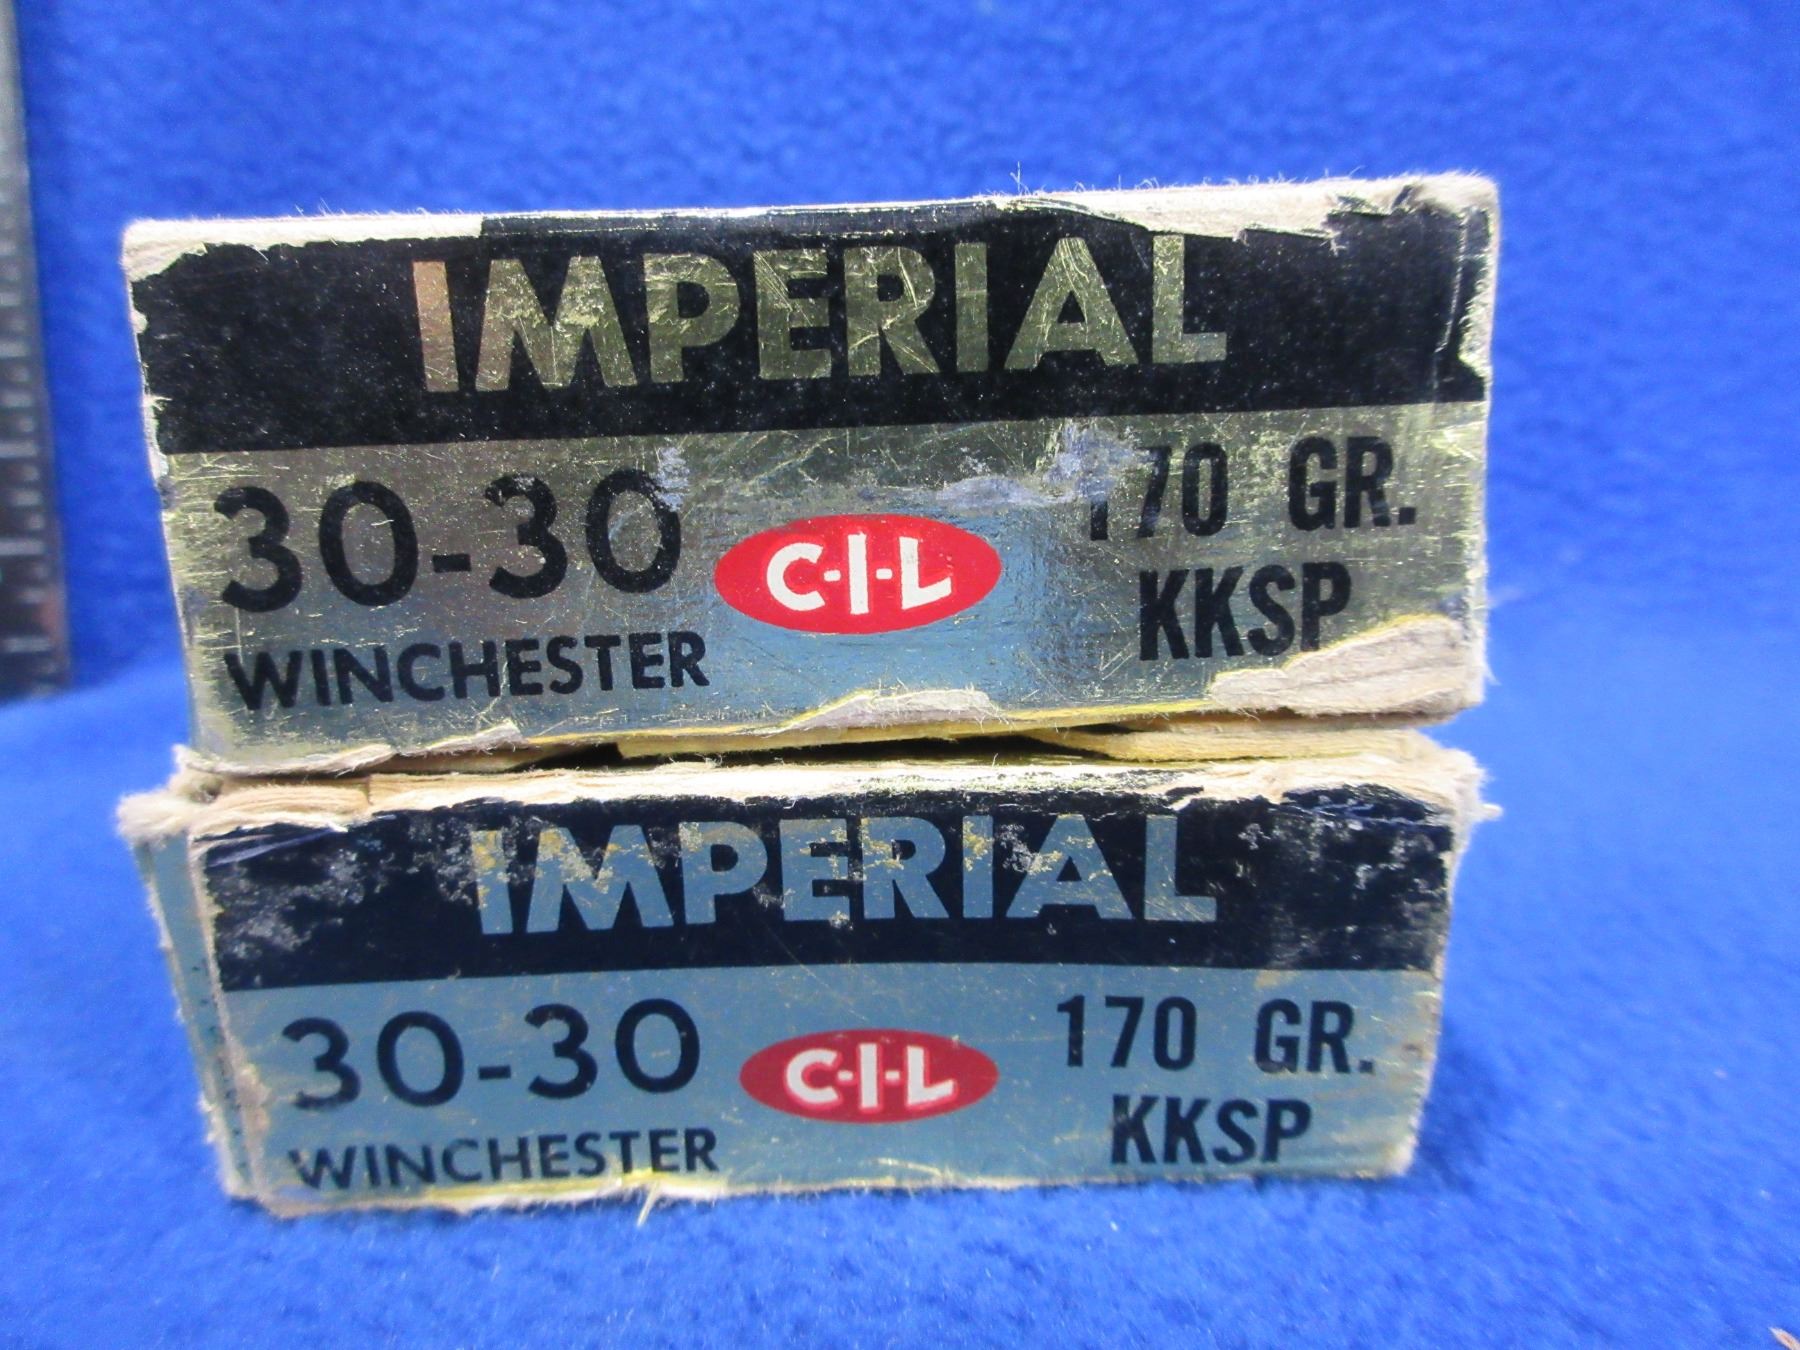 IMPERIAL
30-30
WINCHESTER
C-I-L
170 GR.
KKSP
IMPERIAL
30-30
WINCHESTER
C-I-L
170 GR.
KKSP